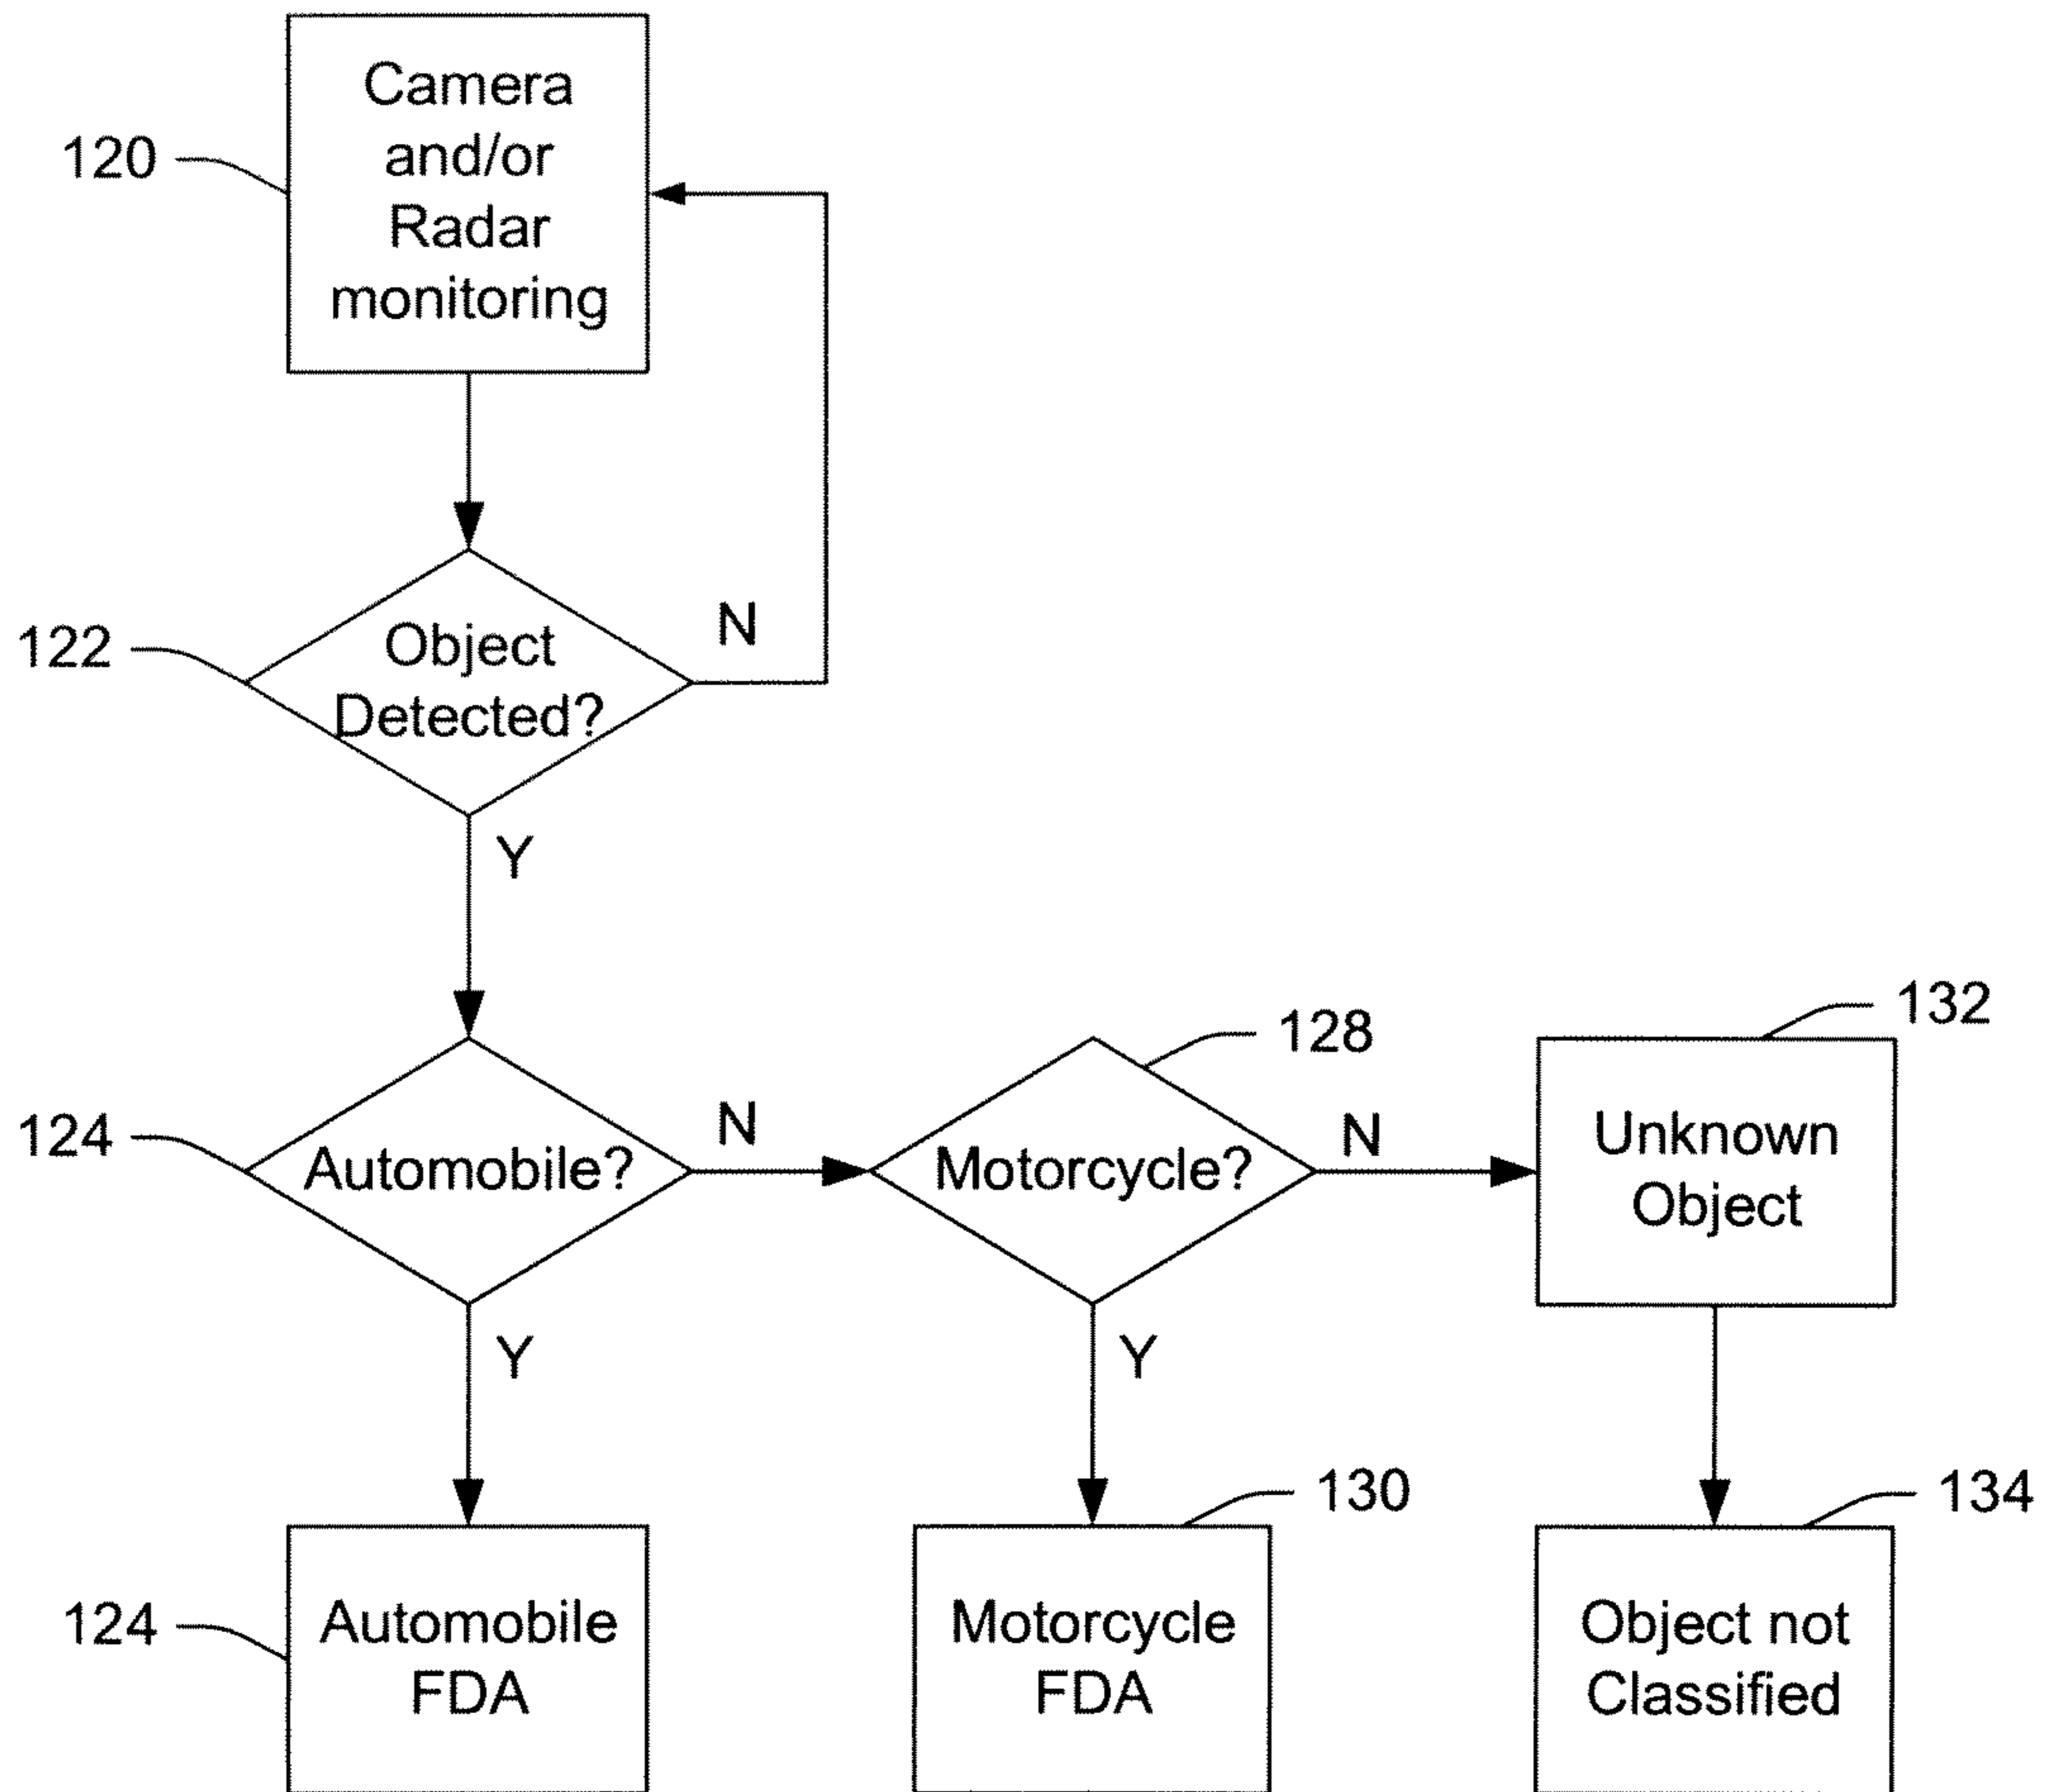 Camera
and/or
Radar
monitoring
120
Object
Detected?
122
N
Y
Automobile?
124
N
Motorcycle?
128
N
Unknown
Object
132
Y
Y
Automobile
FDA
124
Motorcycle
FDA
130
Object not
Classified
134